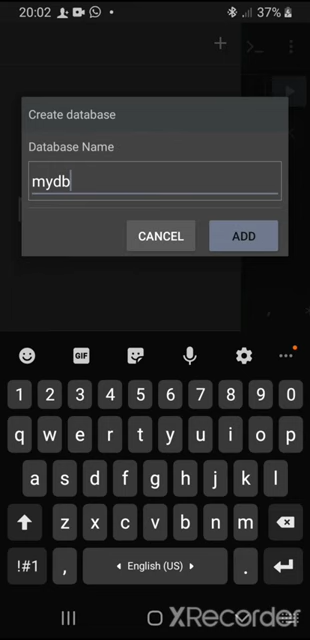 20:02 37%
Create database
Database Name
mydb
CANCEL ADD
GIF
1 2 3 4 5 6 7 8 9 0
q w e r t y u i o p
a s d f g h j k l
z x c v b n m
!#1 , English (US) .
XRecorder